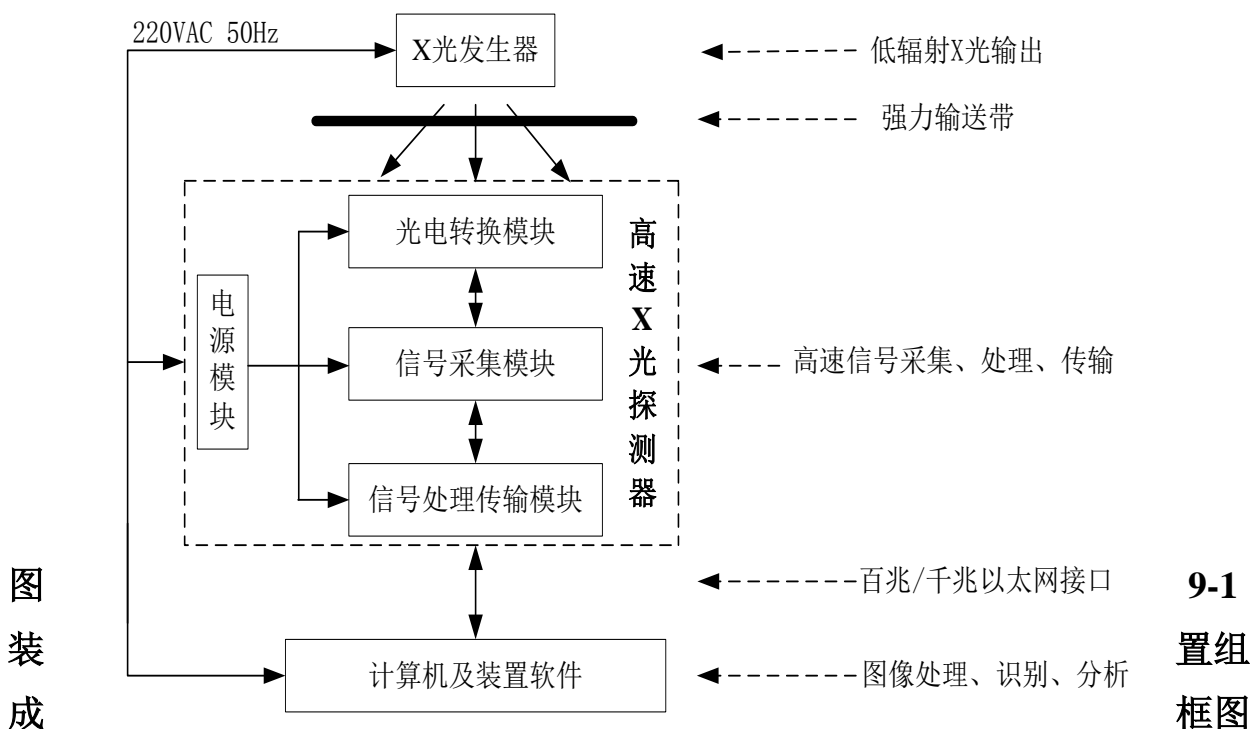 220VAC 50Hz
X光发生器
低辐射X光输出
强力输送带
光电转换模块
高速X光探测器
电源模块
信号采集模块
高速信号采集、处理、传输
信号处理传输模块
百兆/千兆以太网接口
计算机及装置软件
图像处理、识别、分析
图 9-1
装 置组
成 框图